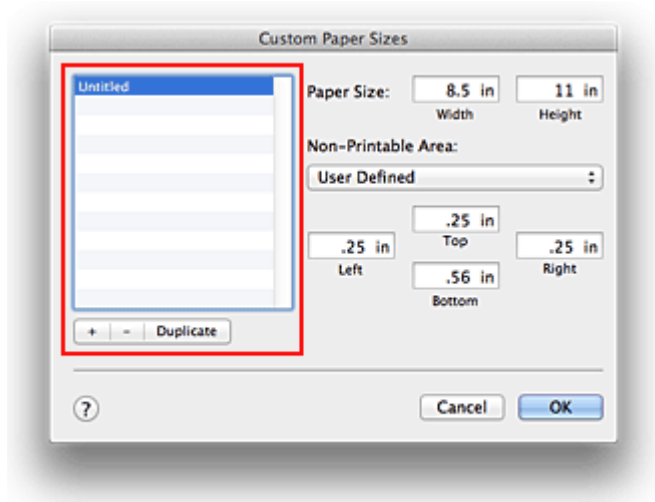 Custom Paper Sizes
Untitled
+ - Duplicate
Paper Size: 8.5 in 11 in
Width Height
Non-Printable Area:
User Defined
.25 in
Top
.25 in .25 in
Left Right
.56 in
Bottom
? Cancel OK